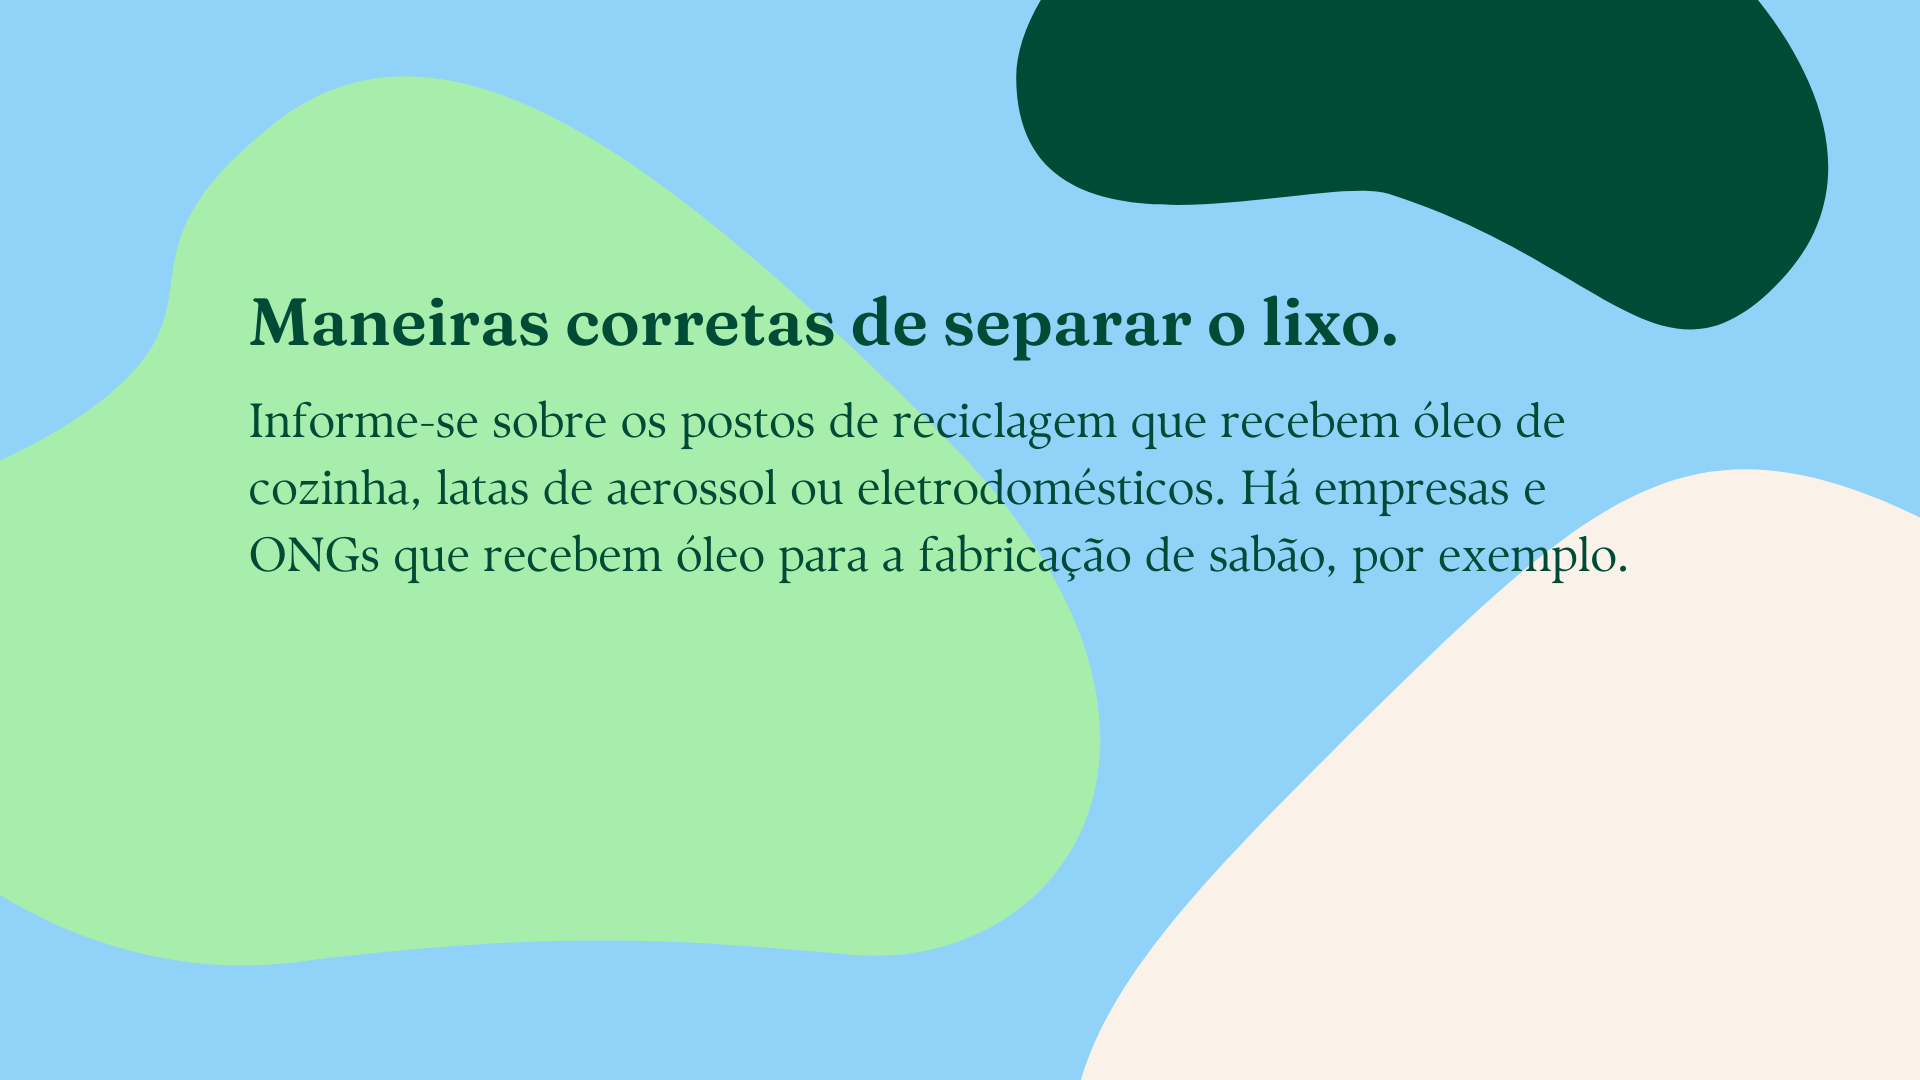 Maneiras corretas de separar o lixo.
Informe-se sobre os postos de reciclagem que recebem óleo de
cozinha, latas de aerossol ou eletrodomésticos. Há empresas e
ONGs que recebem óleo para a fabricação de sabão, por exemplo.